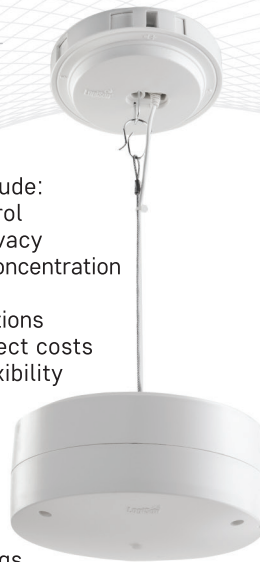 ude:
rol
vacy
oncentration
tions
ect costs
xibility
gs